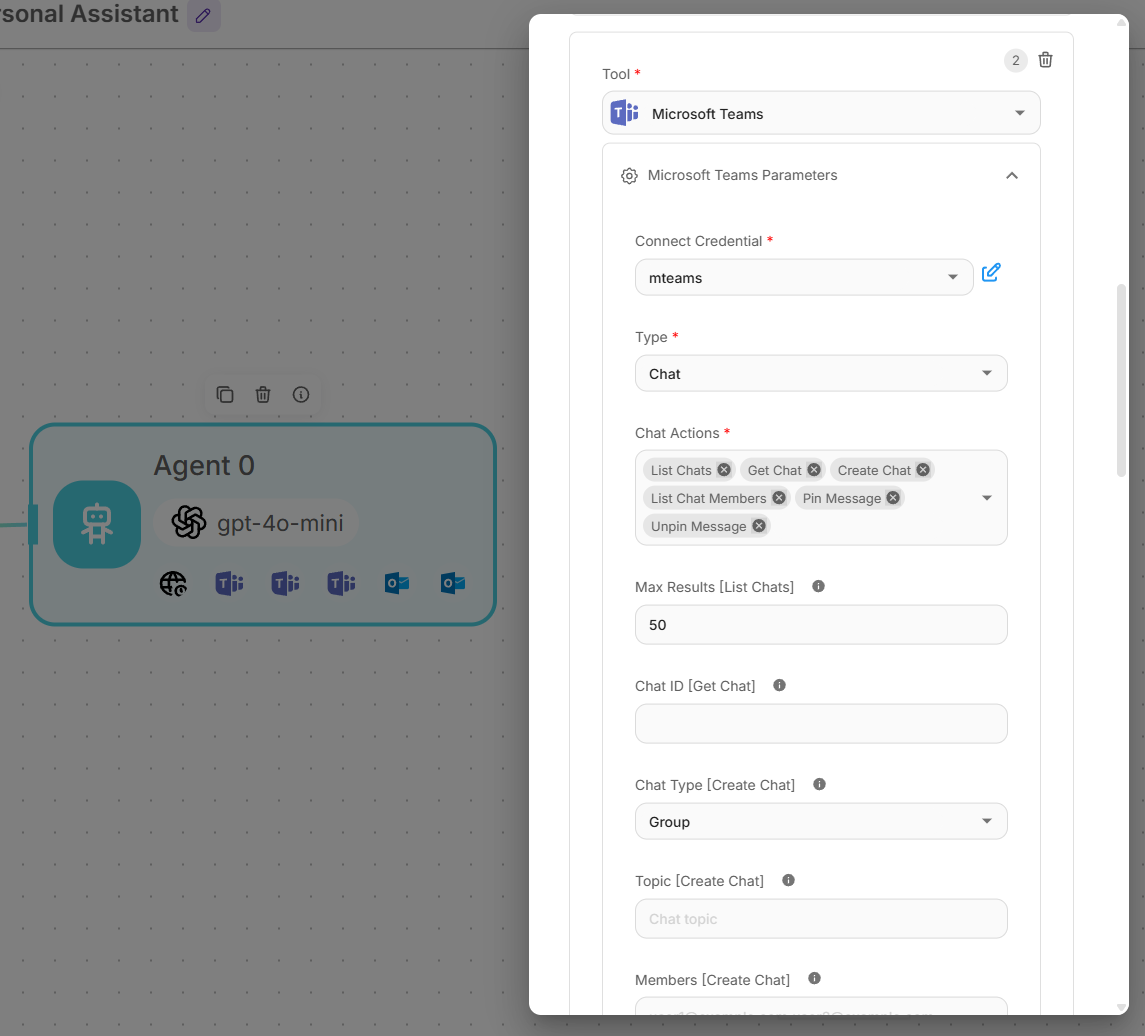 sonal Assistant
2
Tool *
Microsoft Teams
Microsoft Teams Parameters
Connect Credential *
mteams
Type *
Chat
Chat Actions *
List Chats Get Chat Create Chat
List Chat Members Pin Message
Unpin Message
Max Results [List Chats]
50
Chat ID [Get Chat]
Chat Type [Create Chat]
Group
Topic [Create Chat]
Chat topic
Members [Create Chat]
Agent 0
gpt-4o-mini